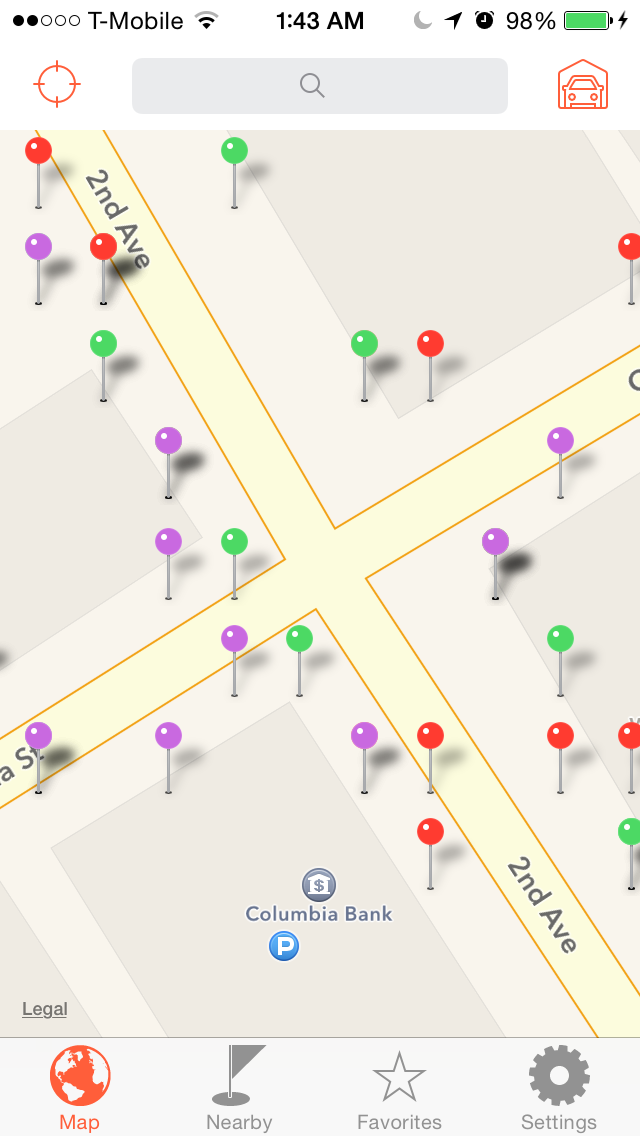 T-Mobile 1:43 AM 98%
2nd Ave
Columbia Bank
P
2nd Ave
Legal
Map Nearby Favorites Settings